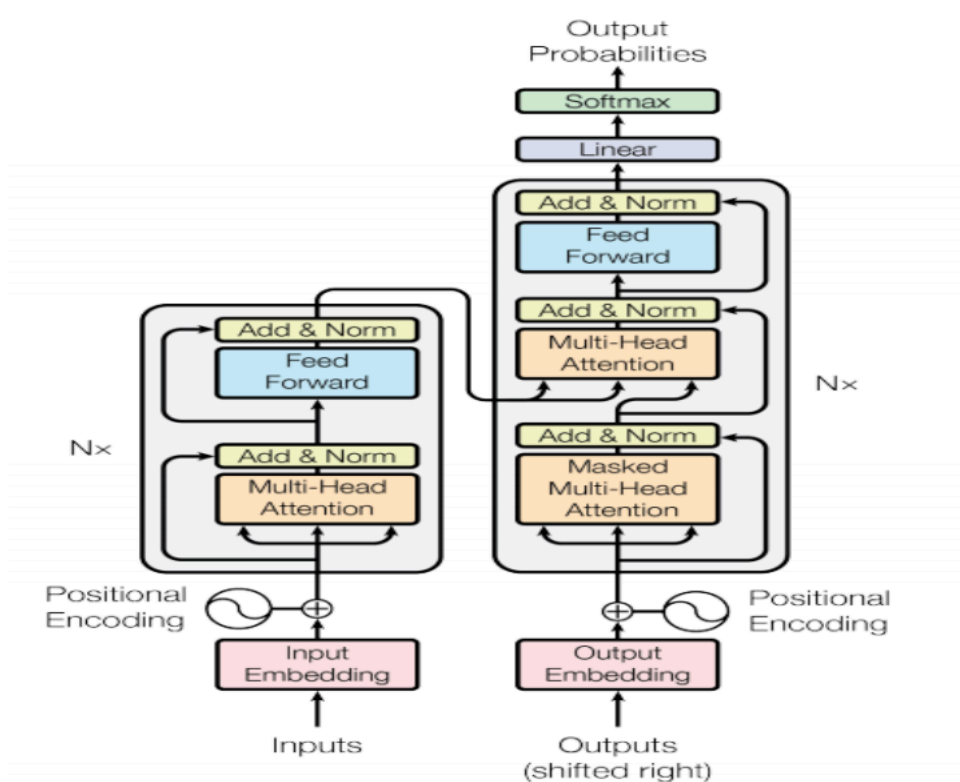 Output
Probabilities
Softmax
Linear
Add & Norm
Feed
Forward
Add & Norm
Multi-Head
Attention
Nx
Add & Norm
Masked
Multi-Head
Attention
Add & Norm
Feed
Forward
Nx
Add & Norm
Multi-Head
Attention
Positional
Encoding
Positional
Encoding
Input
Embedding
Output
Embedding
Inputs
Outputs
(shifted right)